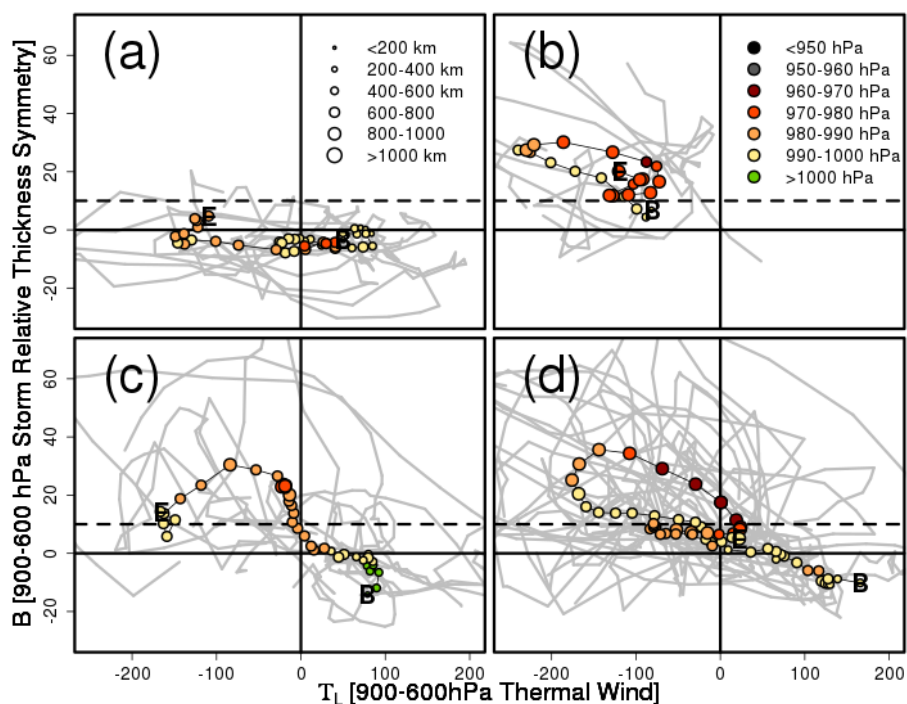 (a)
<200 km
200-400 km
400-600 km
600-800
800-1000
>1000 km
E
B
(b)
<950 hPa
950-960 hPa
960-970 hPa
970-980 hPa
980-990 hPa
990-1000 hPa
>1000 hPa
E
B
(c)
E
B
(d)
E
B
60
40
20
0
-20
60
40
20
0
-20
-200 -100 0 100 200
-200 -100 0 100 200
B [900-600 hPa Storm Relative Thickness Symmetry]
T_L [900-600hPa Thermal Wind]